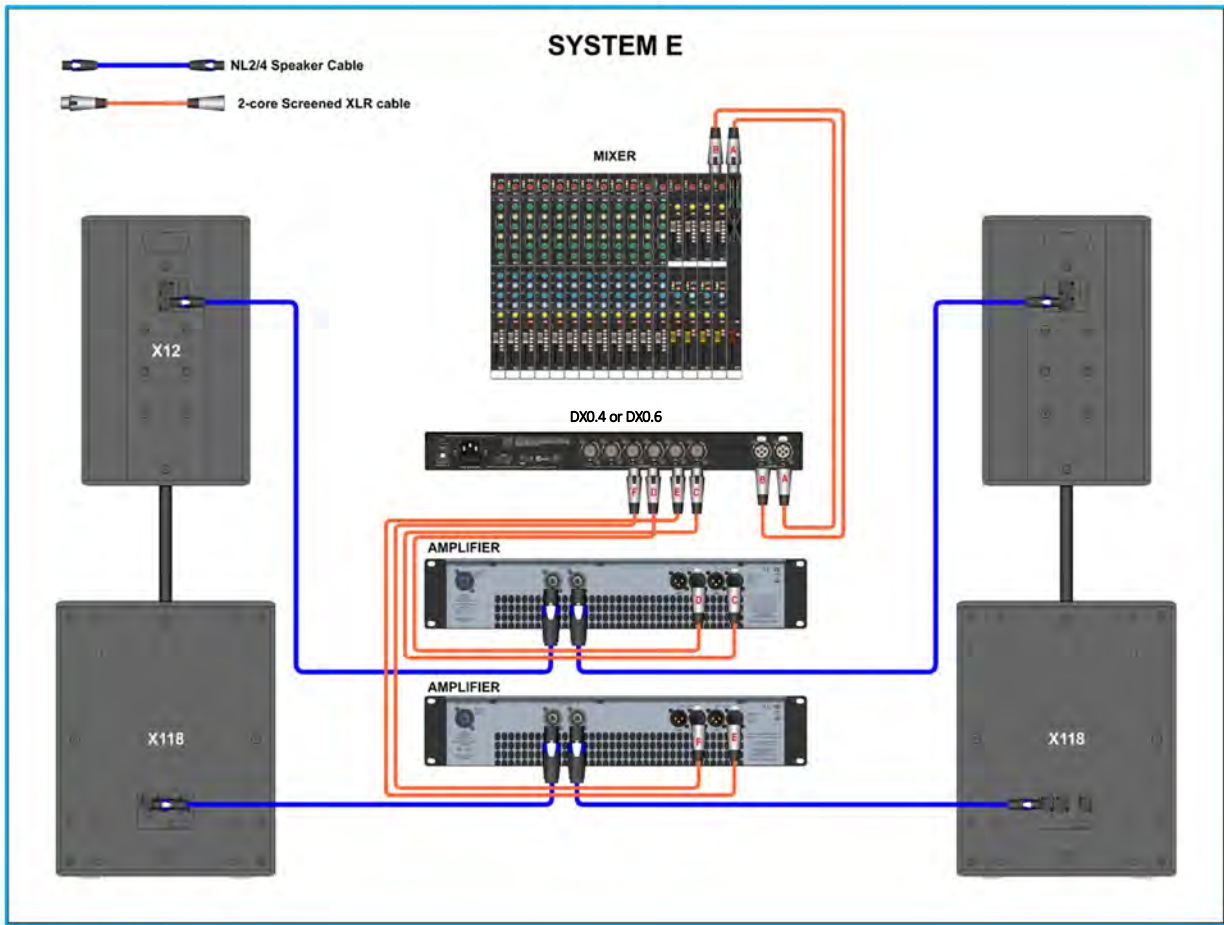 SYSTEM E
NL2/4 Speaker Cable
2-core Screened XLR cable
B A
MIXER
X12
DX0.4 or DX0.6
F D E C B A
AMPLIFIER
D C
AMPLIFIER
F E
X118
X118